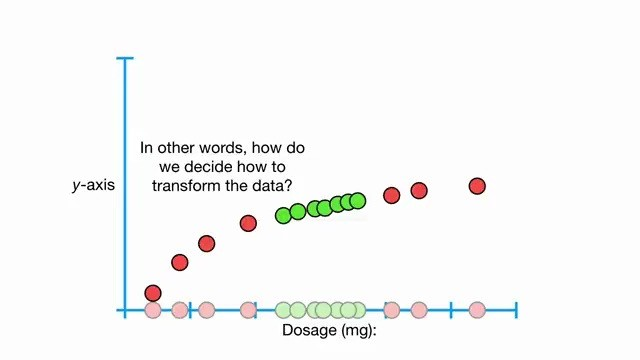 In other words, how do
we decide how to
transform the data?
y-axis
Dosage (mg):